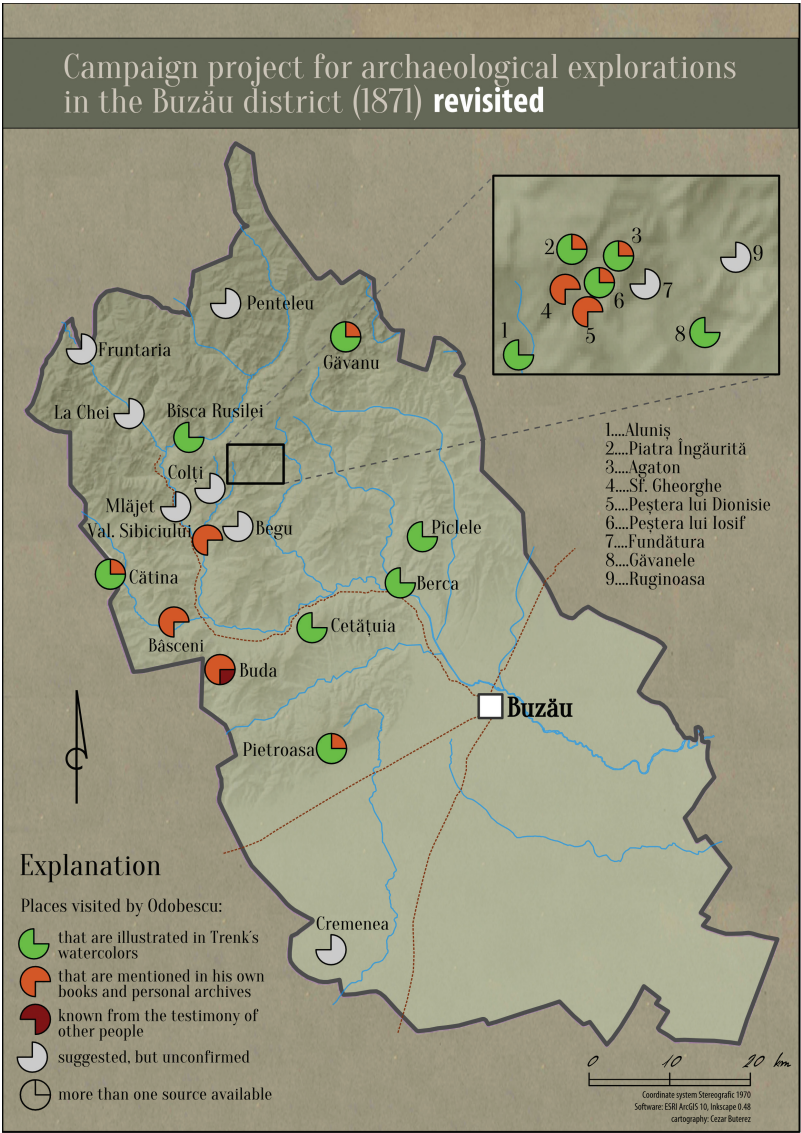 Campaign project for archaeological explorations
in the Buzău district (1871) revisited
2
3
9
6
7
4
5
8
1
Penteleu
Fruntaria
Găvanu
La Chei
Bîsca Rusilei
Colți
Mlăjet
Val. Sibiciului
Begu
Pîclele
Cătina
Berca
Bâsceni
Cetățuia
Buda
Buzău
Pietroasa
Cremenea
1....Aluniș
2....Piatra Îngăurită
3....Agaton
4....Sf. Gheorghe
5....Peștera lui Dionisie
6....Peștera lui Iosif
7....Fundătura
8....Găvanele
9....Ruginoasa
Explanation
Places visited by Odobescu:
that are illustrated in Trenk's
watercolors
that are mentioned in his own
books and personal archives
known from the testimony of
other people
suggested, but unconfirmed
more than one source available
0 10 20 km
Coordinate system Stereografic 1970
Software: ESRI ArcGIS 10, Inkscape 0.48
cartography: Cezar Buterez